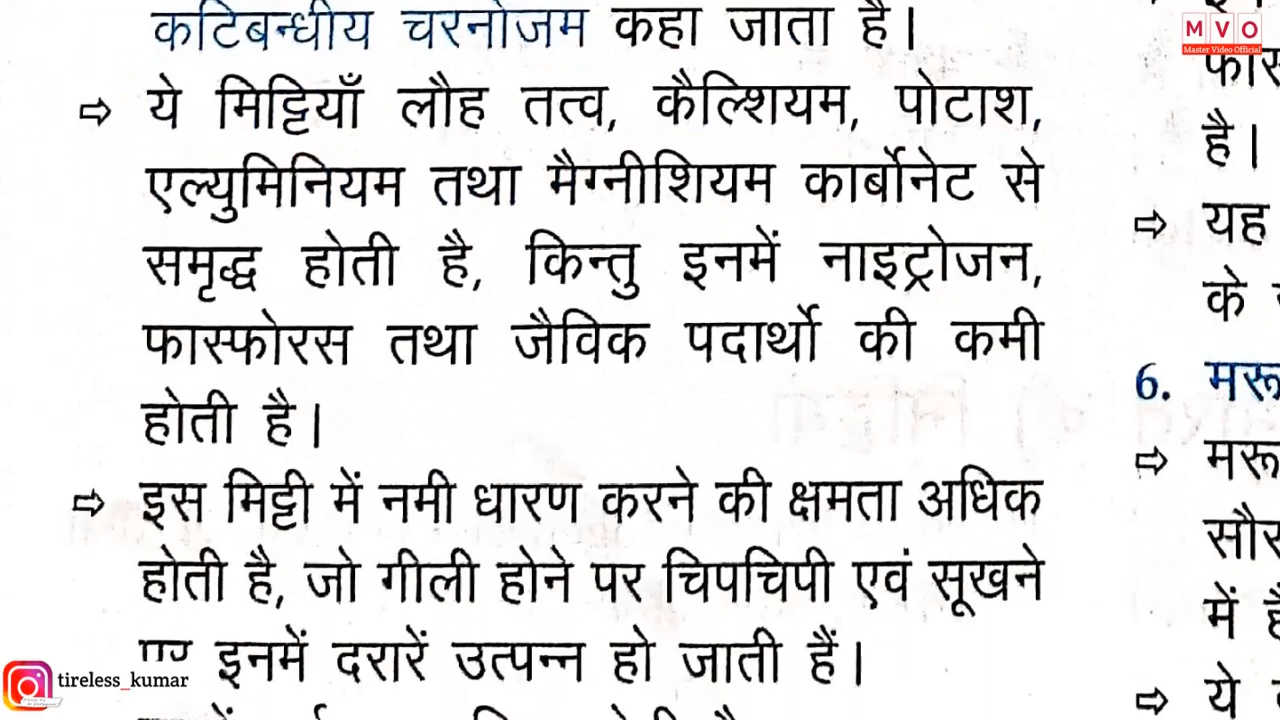 कटिबन्धीय चरनोजम कहा जाता है।
⇨ ये मिट्टियाँ लौह तत्व, कैल्शियम, पोटाश,
एल्युमिनियम तथा मैग्नीशियम कार्बोनेट से
समृद्ध होती है, किन्तु इनमें नाइट्रोजन,
फास्फोरस तथा जैविक पदार्थो की कमी
होती है।
⇨ इस मिट्टी में नमी धारण करने की क्षमता अधिक
होती है, जो गीली होने पर चिपचिपी एवं सूखने
पर इनमें दरारें उत्पन्न हो जाती हैं।
है।
⇨ यह
के
6.
⇨
में
⇨ ये
MVO
Master Video Official
tireless_kumar